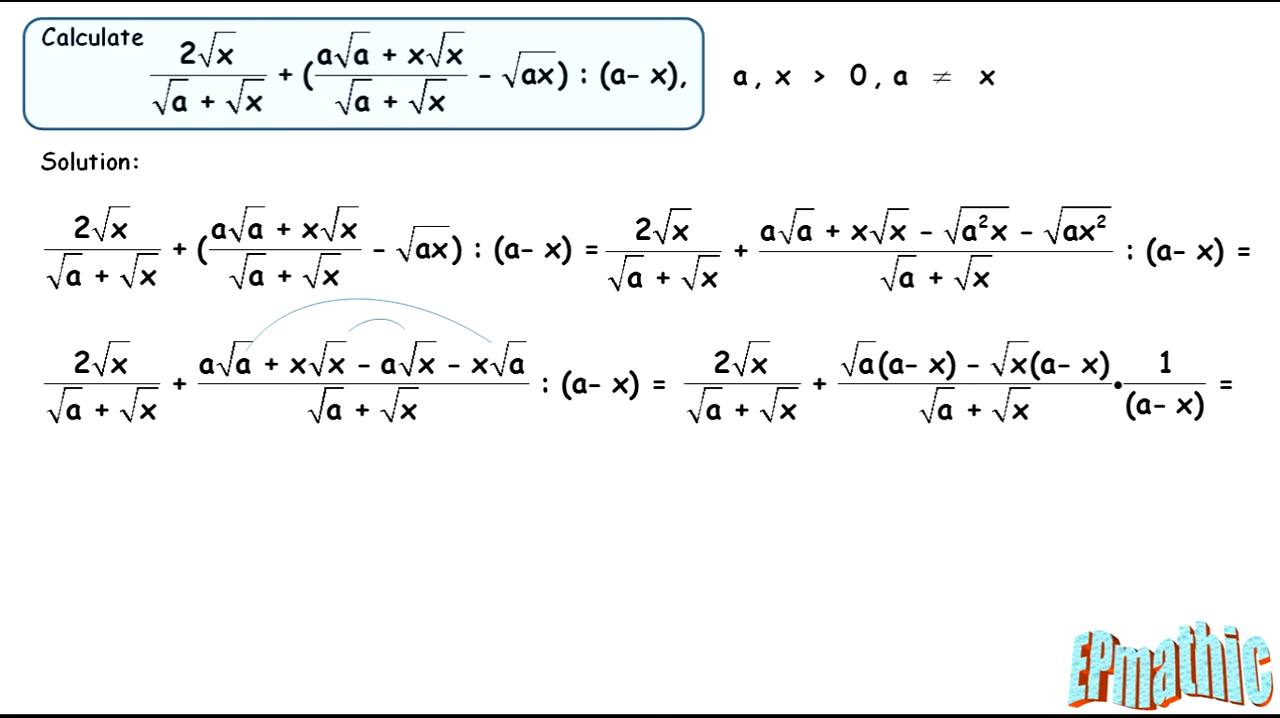 Calculate 2√x/(√a + √x) + ((a√a + x√x)/(√a + √x) - √ax) : (a- x), a, x > 0, a ≠ x
Solution:
2√x/(√a + √x) + ((a√a + x√x)/(√a + √x) - √ax) : (a- x) = 2√x/(√a + √x) + (a√a + x√x - √a²x - √ax²)/(√a + √x) : (a- x) =
2√x/(√a + √x) + (a√a + x√x - a√x - x√a)/(√a + √x) : (a- x) = 2√x/(√a + √x) + (√a(a- x) - √x(a- x))/(√a + √x) • 1/(a- x) =
EPmathic